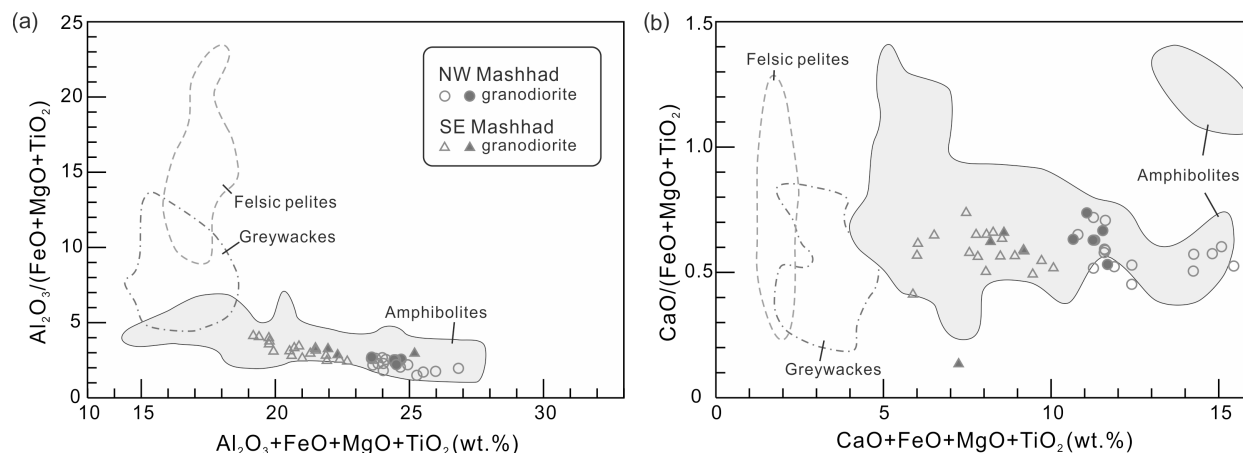 (a)
25
20
15
10
5
0
Al₂O₃/(FeO+MgO+TiO₂)
NW Mashhad
granodiorite
SE Mashhad
granodiorite
Felsic pelites
Greywackes
Amphibolites
10 15 20 25 30
Al₂O₃+FeO+MgO+TiO₂(wt.%)
(b)
1.5
1.0
0.5
0.0
CaO/(FeO+MgO+TiO₂)
Felsic pelites
Amphibolites
Greywackes
0 5 10 15
CaO+FeO+MgO+TiO₂(wt.%)